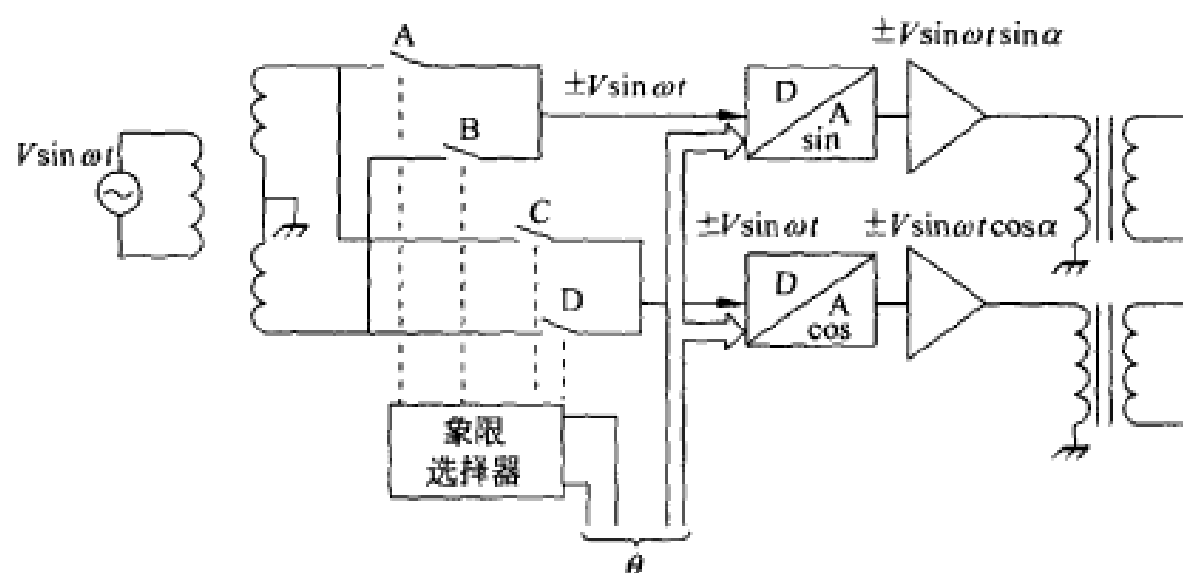 A
±Vsinωtsinα
±Vsinωt
D
A
sin
B
Vsinωt
C
±Vsinωt
±Vsinωtcosα
D
D
A
cos
象限
选择器
θ